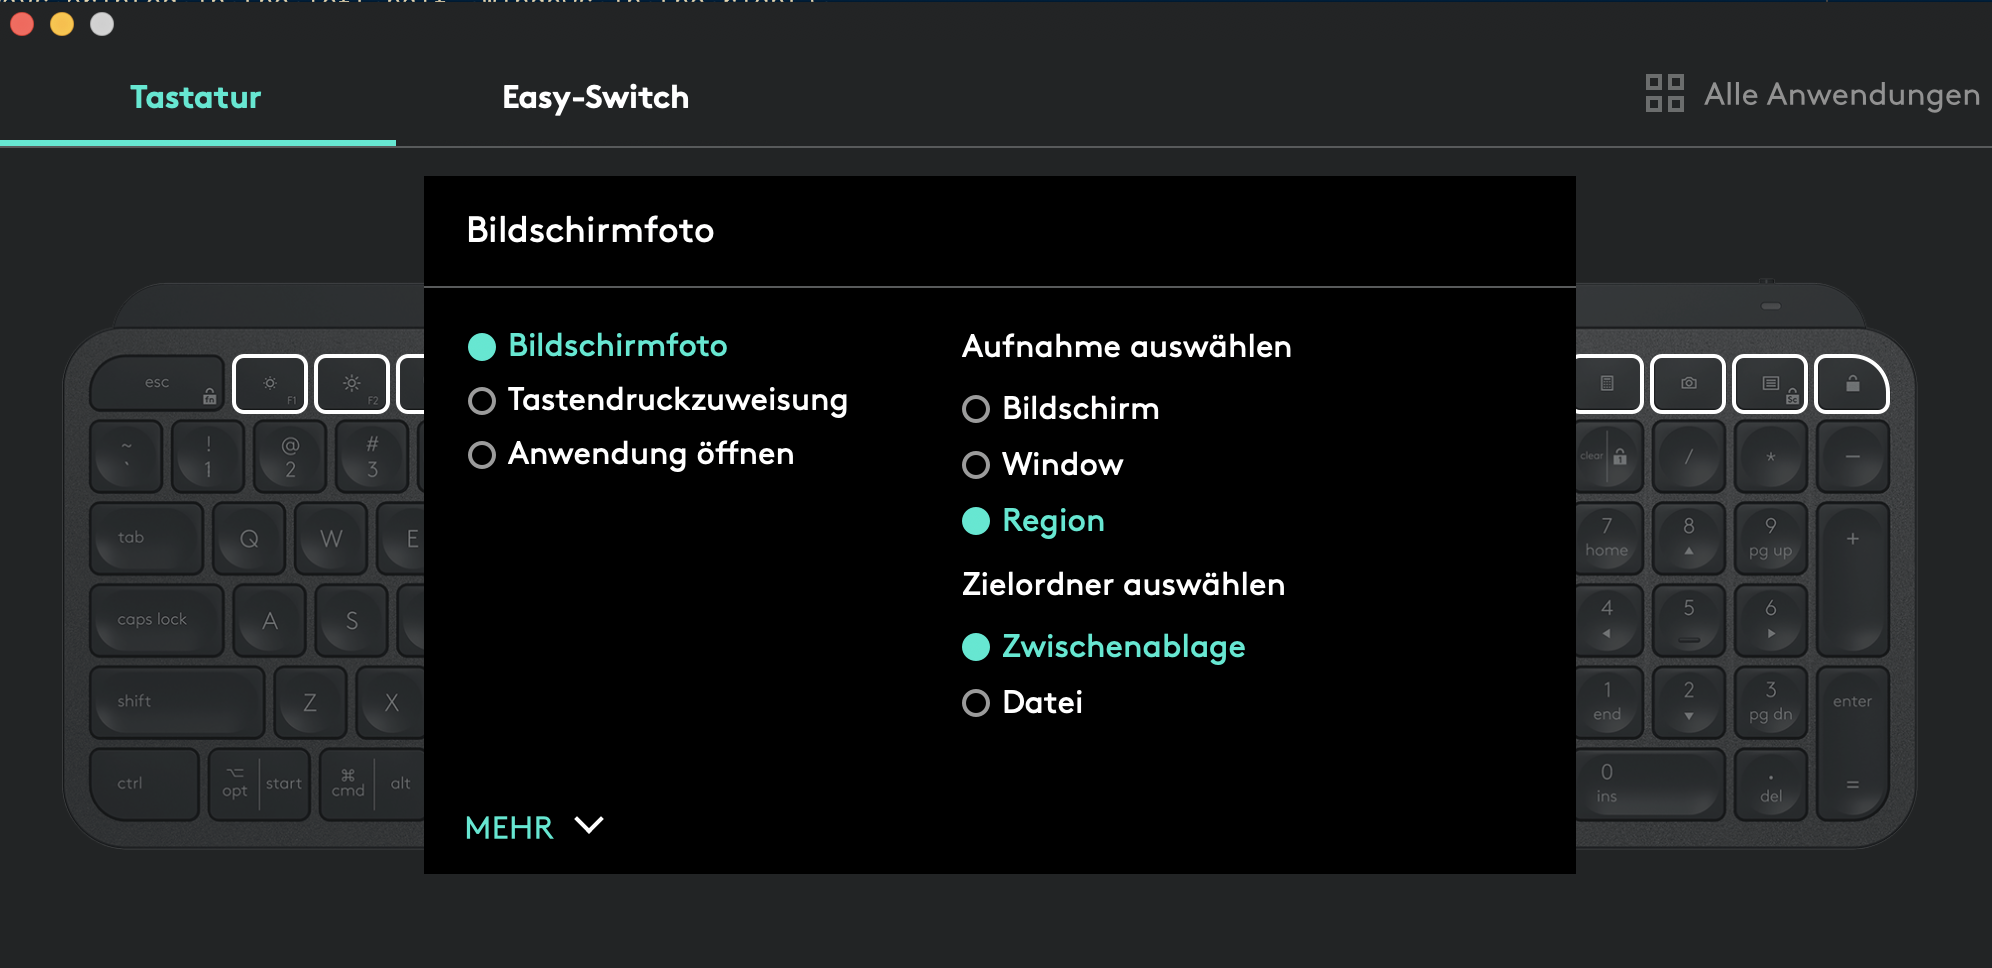 Tastatur
Easy-Switch
Alle Anwendungen
Bildschirmfoto
Bildschirmfoto
Tastendruckzuweisung
Anwendung öffnen
Aufnahme auswählen
Bildschirm
Window
Region
Zielordner auswählen
Zwischenablage
Datei
MEHR
esc
fn
F1
F2
~
`
!
1
@
2
#
3
tab
Q
W
E
caps lock
A
S
shift
Z
X
ctrl
opt
start
⌘
cmd
alt
clear
/
*
−
7
home
8
9
pg up
+
4
5
6
1
end
2
3
pg dn
enter
0
ins
.
del
=